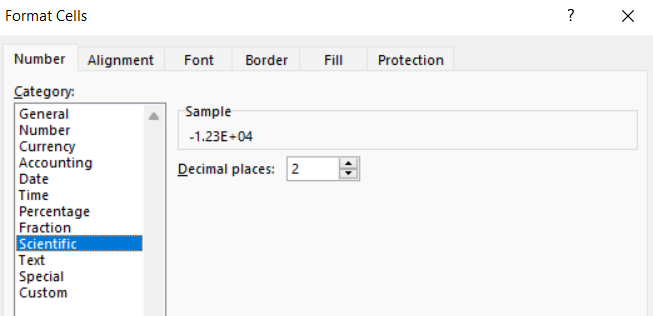 Format Cells ?
Number Alignment Font Border Fill Protection
Category:
General
Number
Currency
Accounting
Date
Time
Percentage
Fraction
Scientific
Text
Special
Custom
Sample
-1.23E+04
Decimal places: 2